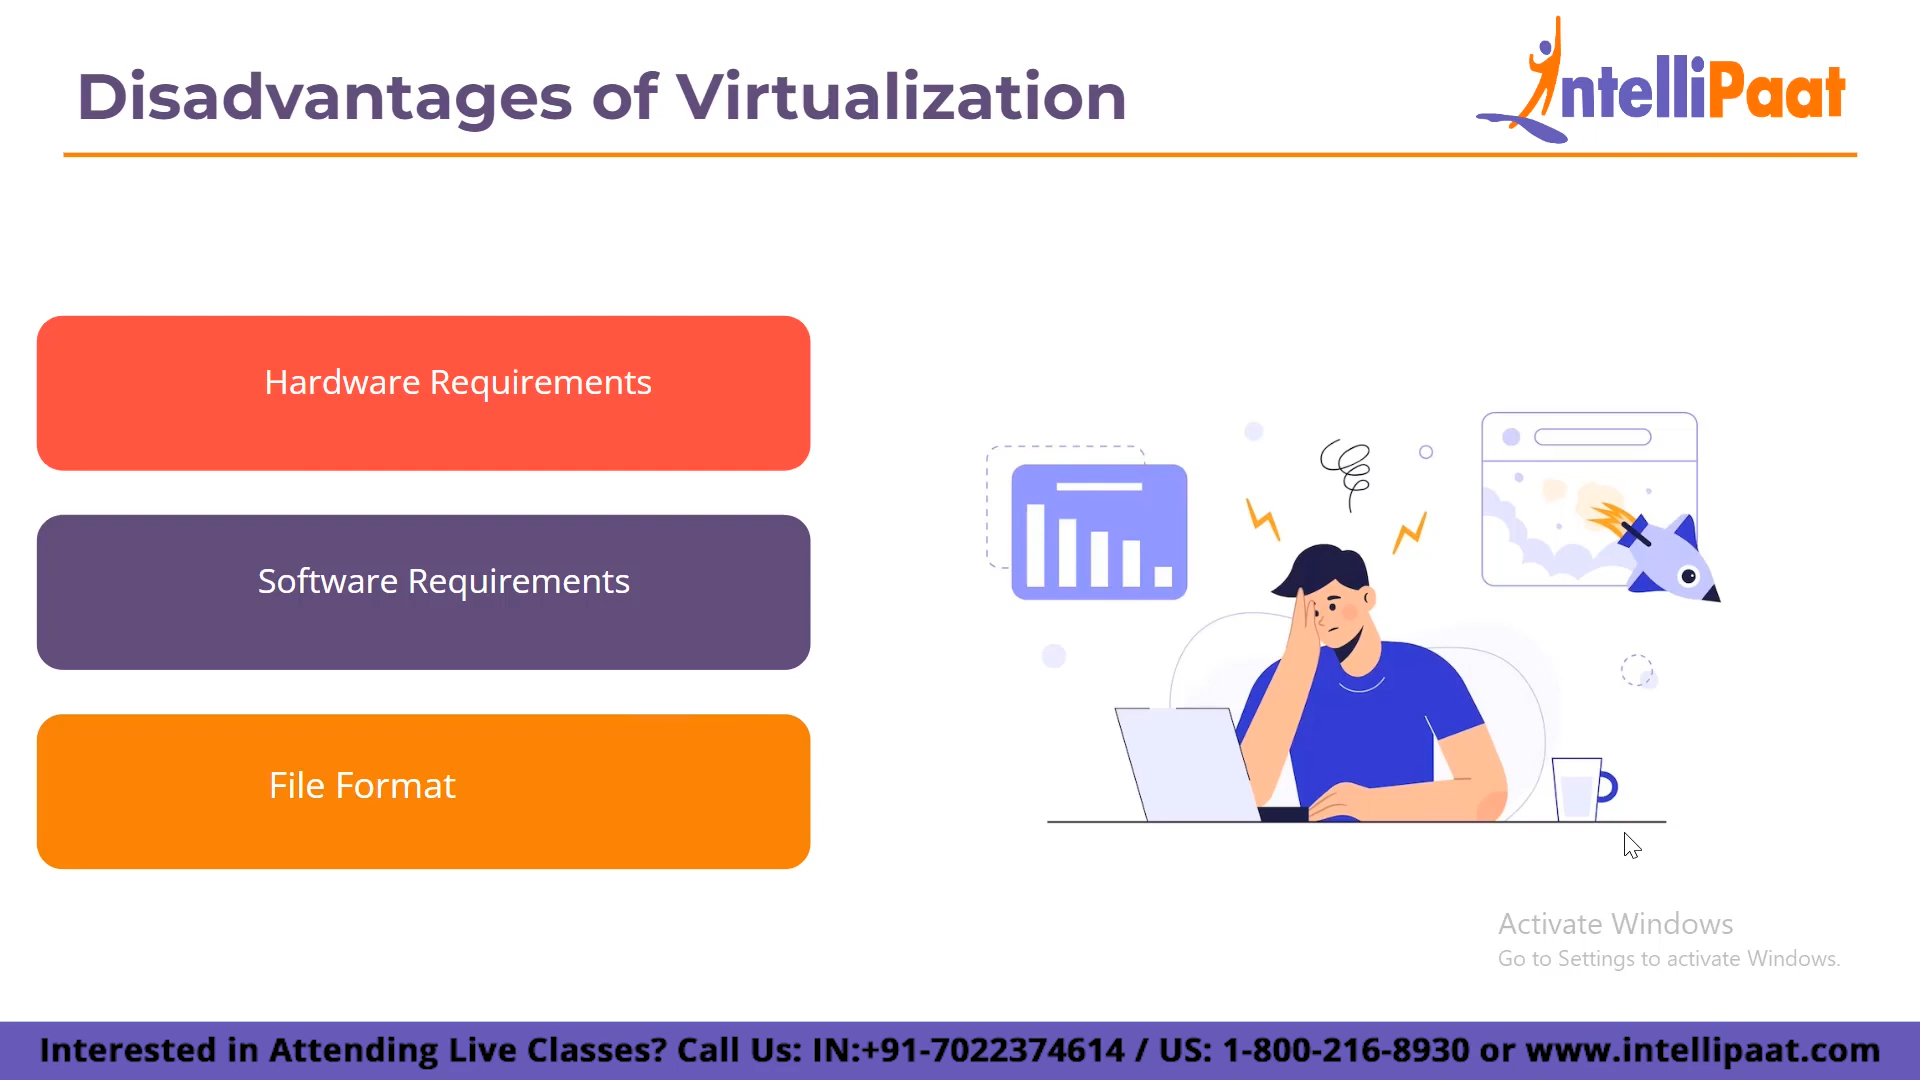 Disadvantages of Virtualization
IntelliPaat
Hardware Requirements
Software Requirements
File Format
Activate Windows
Go to Settings to activate Windows.
Interested in Attending Live Classes? Call Us: IN:+91-7022374614 / US: 1-800-216-8930 or www.intellipaat.com